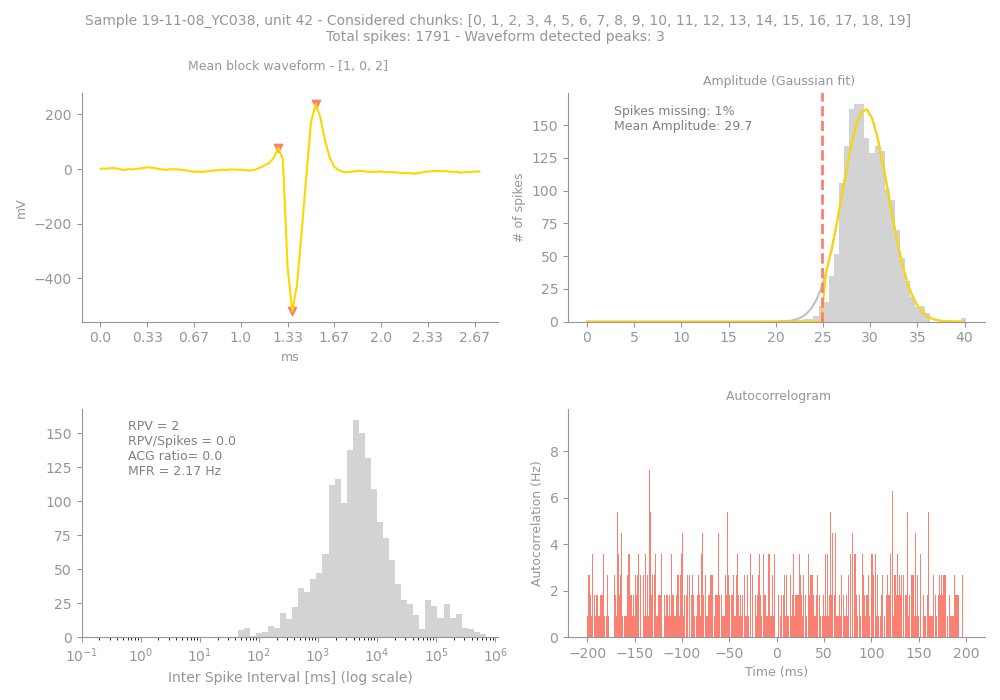 Sample 19-11-08_YC038, unit 42 - Considered chunks: [0, 1, 2, 3, 4, 5, 6, 7, 8, 9, 10, 11, 12, 13, 14, 15, 16, 17, 18, 19]
Total spikes: 1791 - Waveform detected peaks: 3
Mean block waveform - [1, 0, 2]
200
0
−200
−400
mV
0.0 0.33 0.67 1.0 1.33 1.67 2.0 2.33 2.67
ms
Amplitude (Gaussian fit)
Spikes missing: 1%
Mean Amplitude: 29.7
150
125
100
75
50
25
0
# of spikes
0 5 10 15 20 25 30 35 40
RPV = 2
RPV/Spikes = 0.0
ACG ratio= 0.0
MFR = 2.17 Hz
150
125
100
75
50
25
0
10⁻¹ 10⁰ 10¹ 10² 10³ 10⁴ 10⁵ 10⁶
Inter Spike Interval [ms] (log scale)
Autocorrelogram
8
6
4
2
0
Autocorrelation (Hz)
−200 −150 −100 −50 0 50 100 150 200
Time (ms)